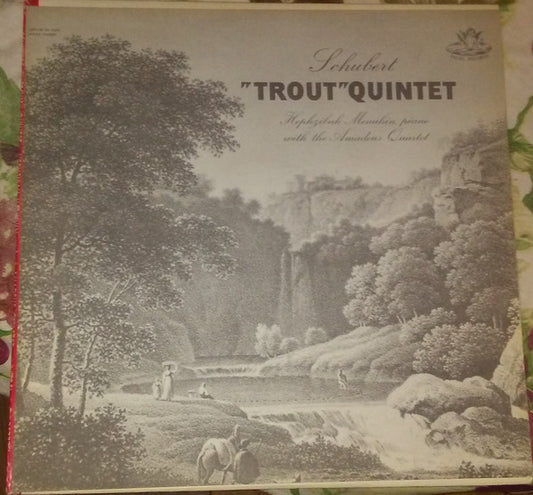 Schubert
"TROUT" QUINTET
Hephzibah Menuhin, piano
with the Amadeus Quartet